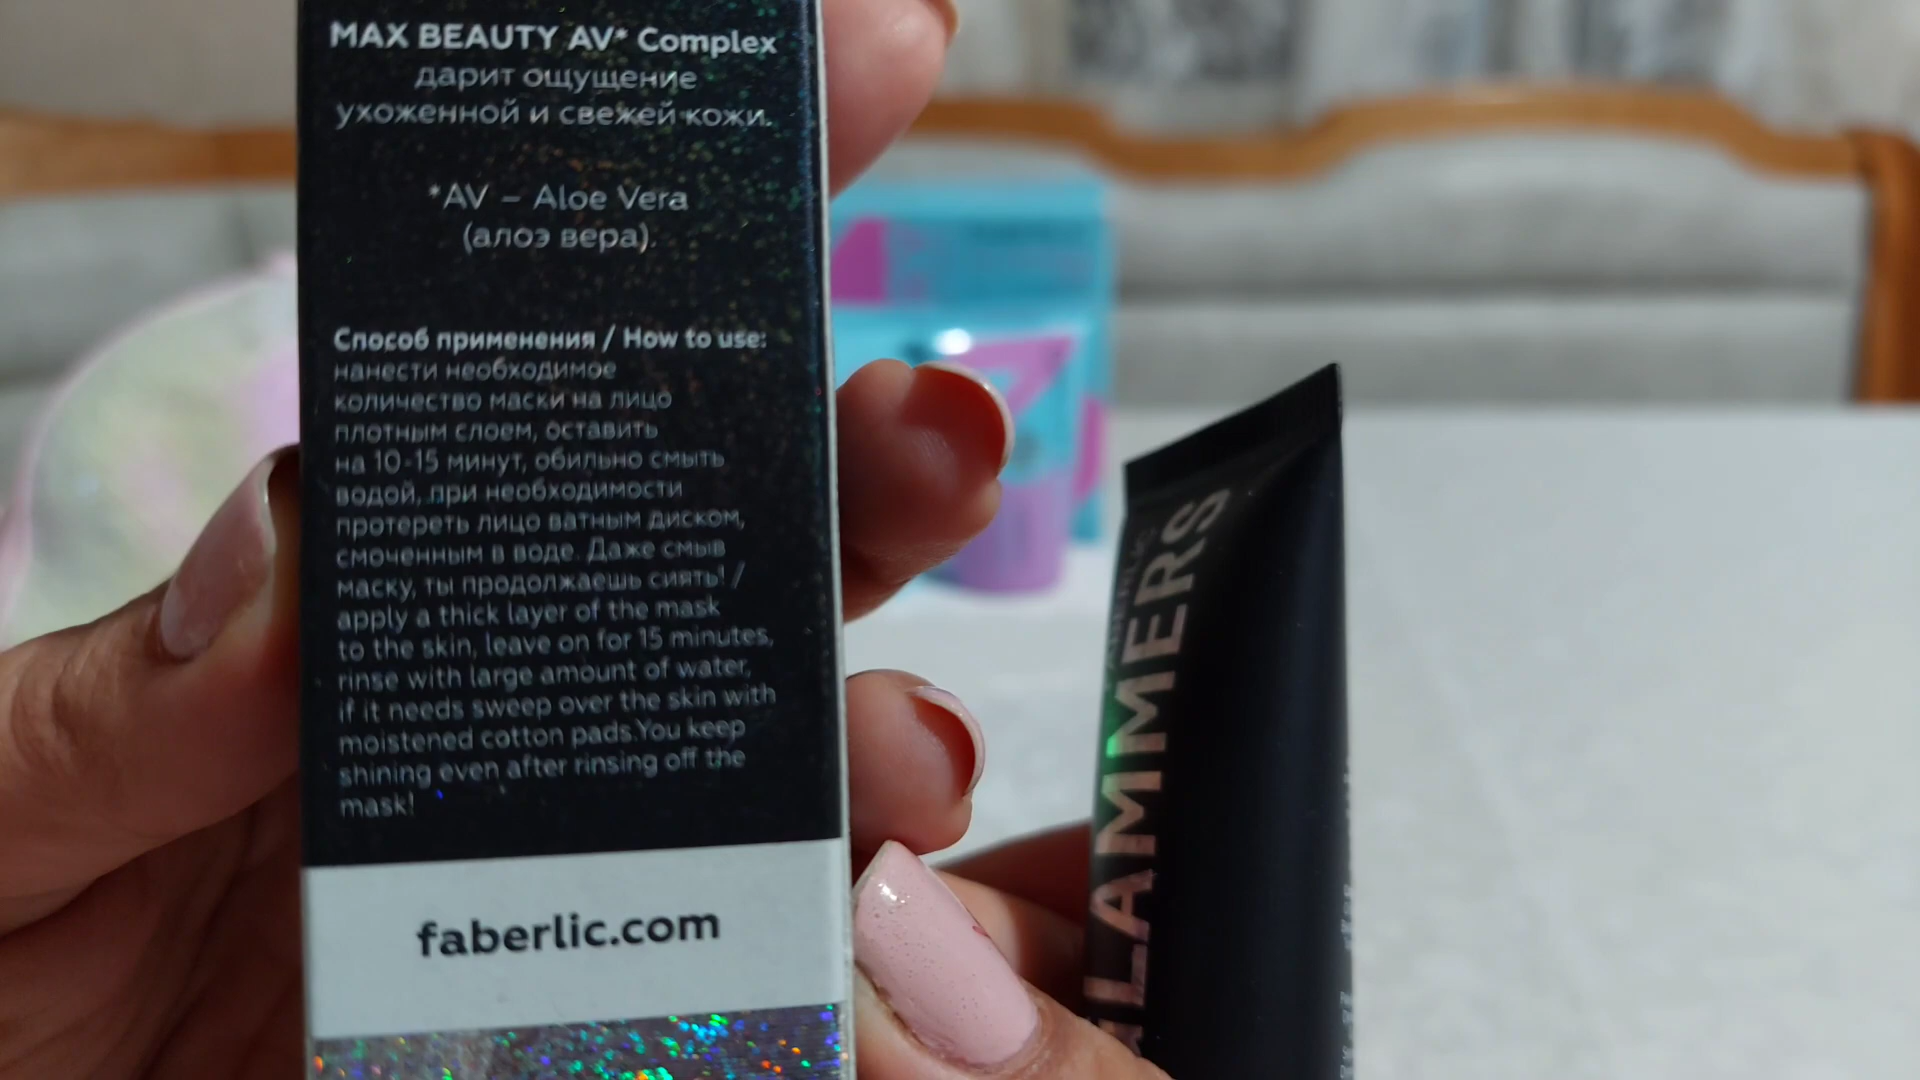 MAX BEAUTY AV* Complex
дарит ощущение
ухоженной и свежей кожи.
*AV – Aloe Vera
(алоэ вера).
Способ применения / How to use:
нанести необходимое
количество маски на лицо
плотным слоем, оставить
на 10-15 минут, обильно смыть
водой, при необходимости
протереть лицо ватным диском,
смоченным в воде. Даже смыв
маску, ты продолжаешь сиять! /
apply a thick layer of the mask
to the skin, leave on for 15 minutes,
rinse with large amount of water,
if it needs sweep over the skin with
moistened cotton pads.You keep
shining even after rinsing off the
mask!
faberlic.com
FABERLIC
GLAMMERS